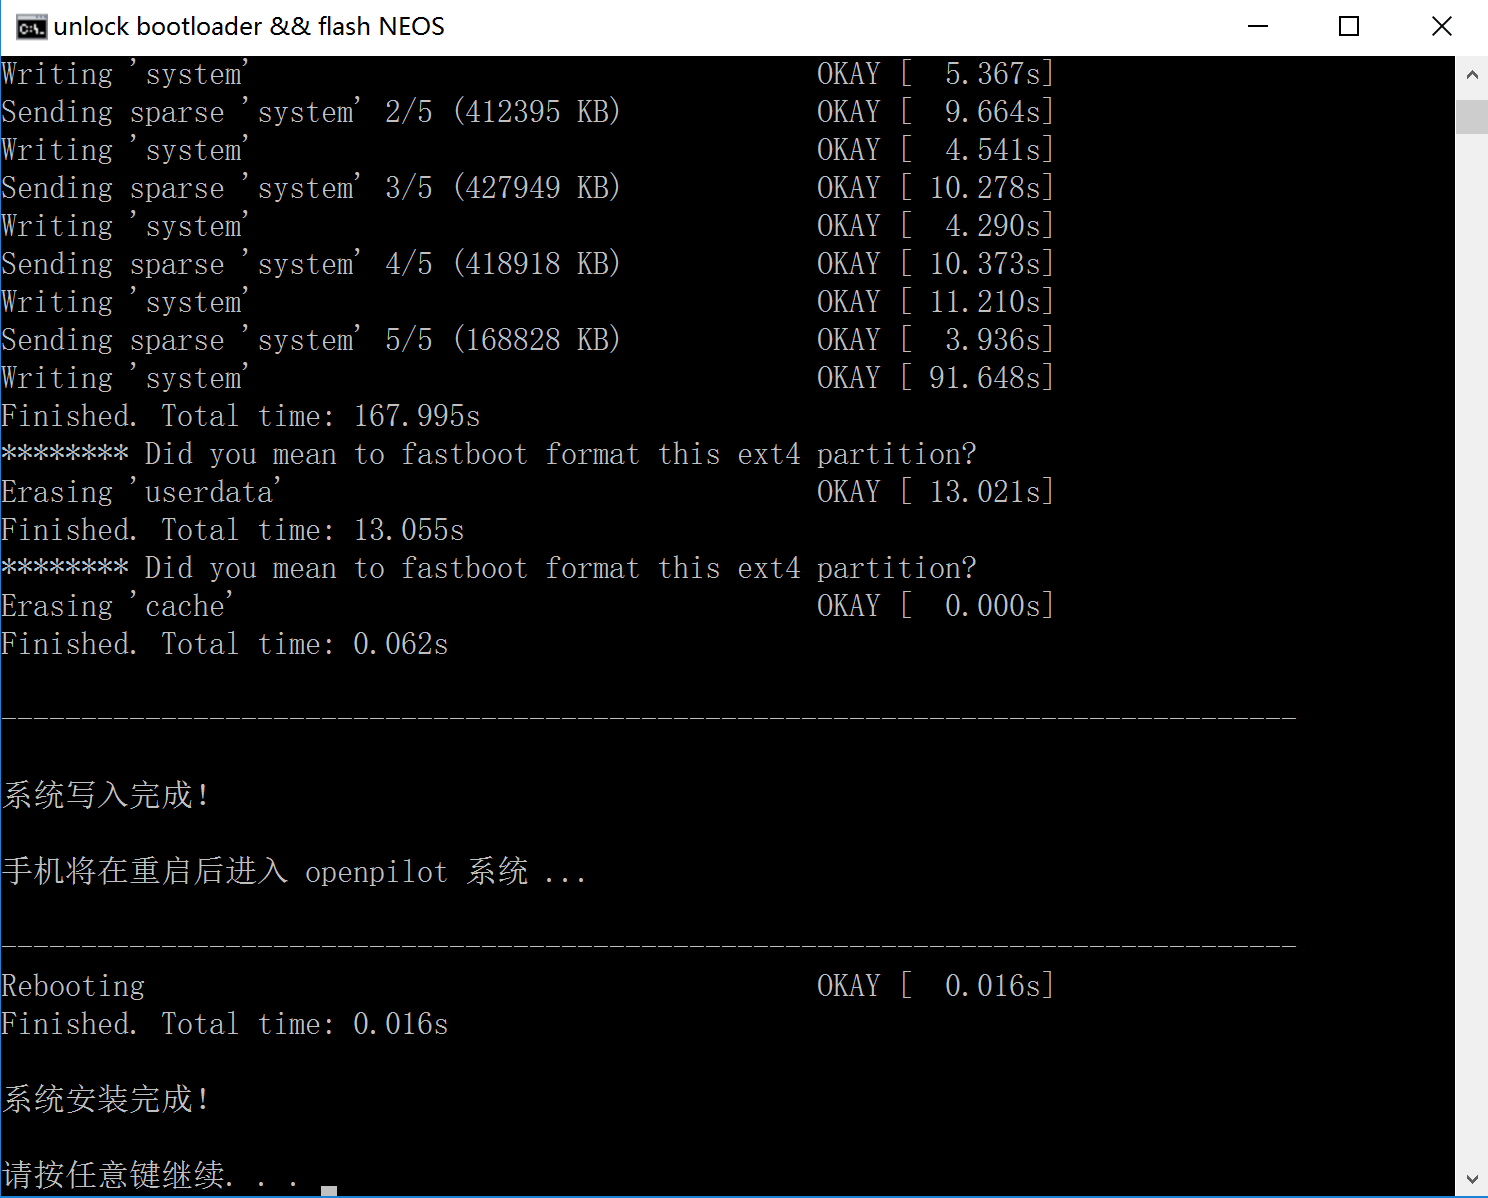 unlock bootloader && flash NEOS
Writing 'system' OKAY [  5.367s]
Sending sparse 'system' 2/5 (412395 KB) OKAY [  9.664s]
Writing 'system' OKAY [  4.541s]
Sending sparse 'system' 3/5 (427949 KB) OKAY [ 10.278s]
Writing 'system' OKAY [  4.290s]
Sending sparse 'system' 4/5 (418918 KB) OKAY [ 10.373s]
Writing 'system' OKAY [ 11.210s]
Sending sparse 'system' 5/5 (168828 KB) OKAY [  3.936s]
Writing 'system' OKAY [ 91.648s]
Finished. Total time: 167.995s
******** Did you mean to fastboot format this ext4 partition?
Erasing 'userdata' OKAY [ 13.021s]
Finished. Total time: 13.055s
******** Did you mean to fastboot format this ext4 partition?
Erasing 'cache' OKAY [  0.000s]
Finished. Total time: 0.062s
---------------------------------------------------------------------------------
系统写入完成！
手机将在重启后进入 openpilot 系统 ...
---------------------------------------------------------------------------------
Rebooting OKAY [  0.016s]
Finished. Total time: 0.016s
系统安装完成！
请按任意键继续. . .